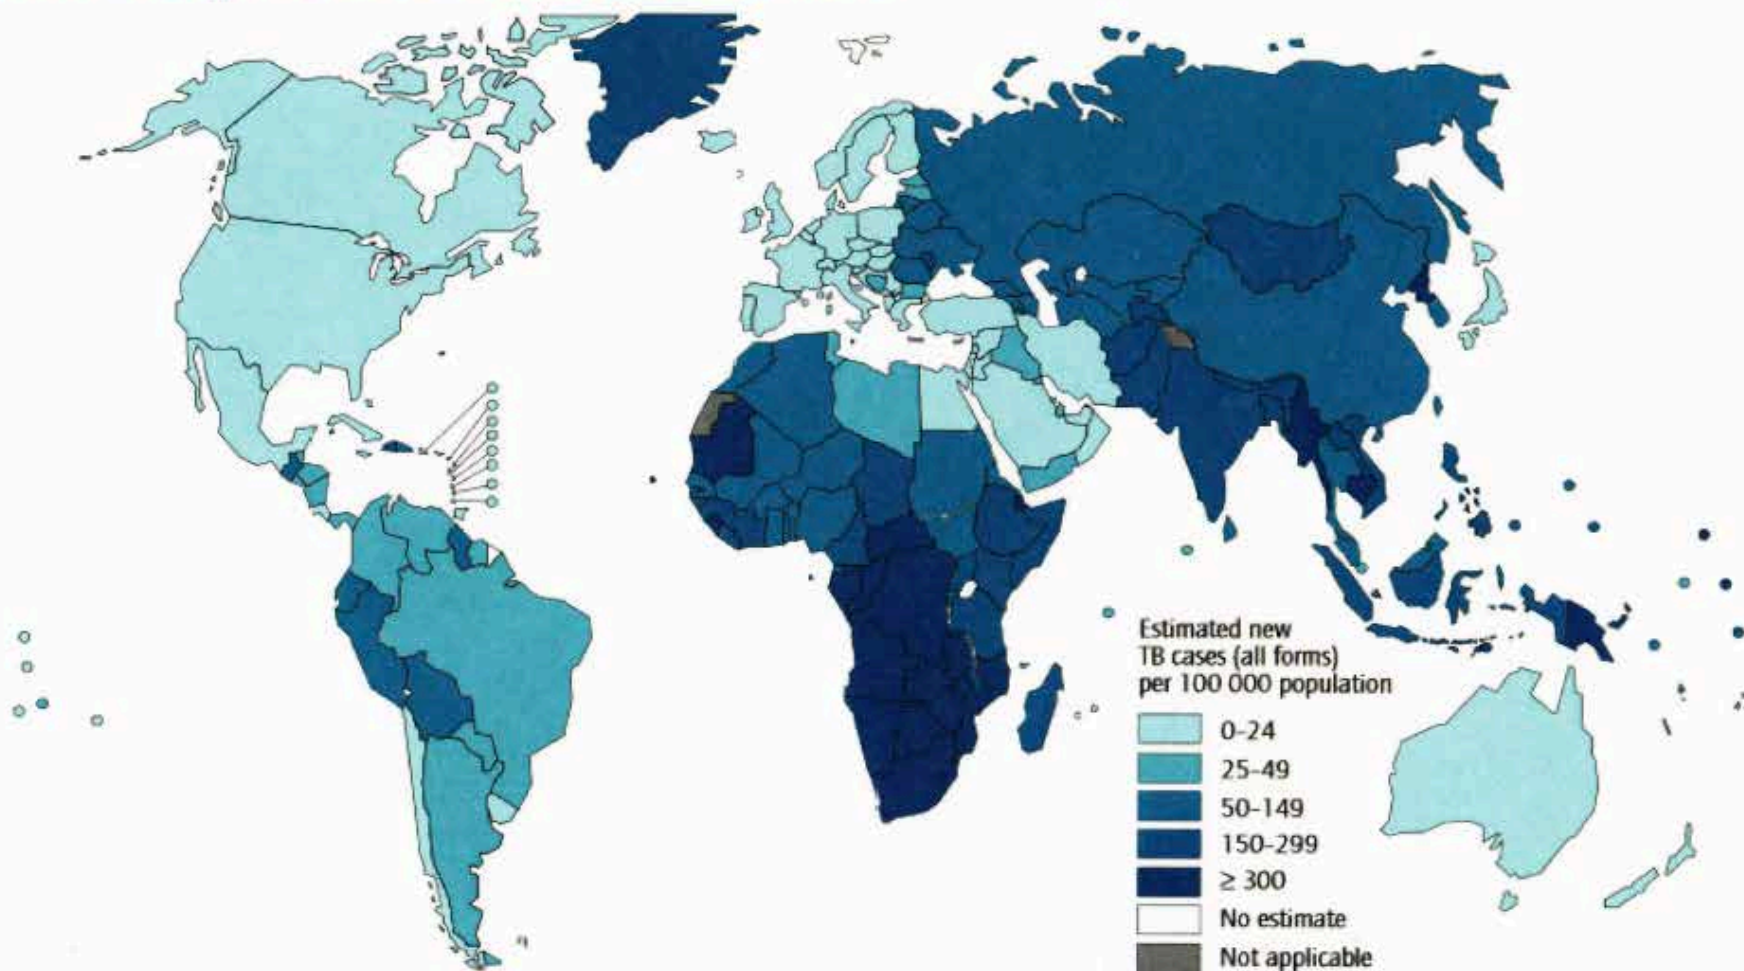 Estimated new
TB cases (all forms)
per 100 000 population
0–24
25–49
50–149
150–299
≥ 300
No estimate
Not applicable